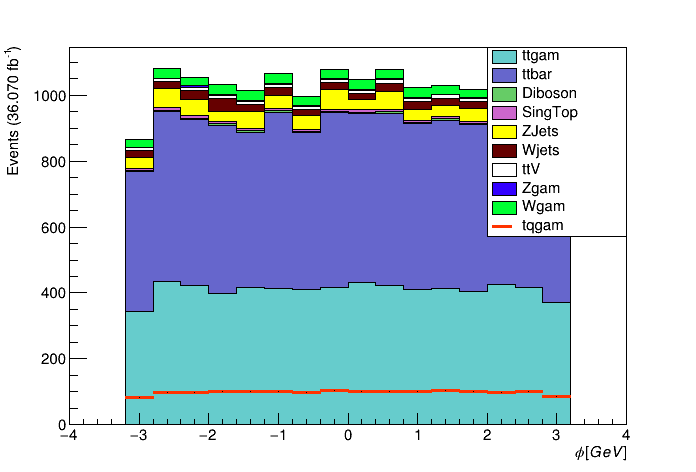 Events (36.070 fb⁻¹)
1000
800
600
400
200
0
−4 −3 −2 −1 0 1 2 3 4
ϕ[GeV]
ttgam
ttbar
Diboson
SingTop
ZJets
Wjets
ttV
Zgam
Wgam
tqgam